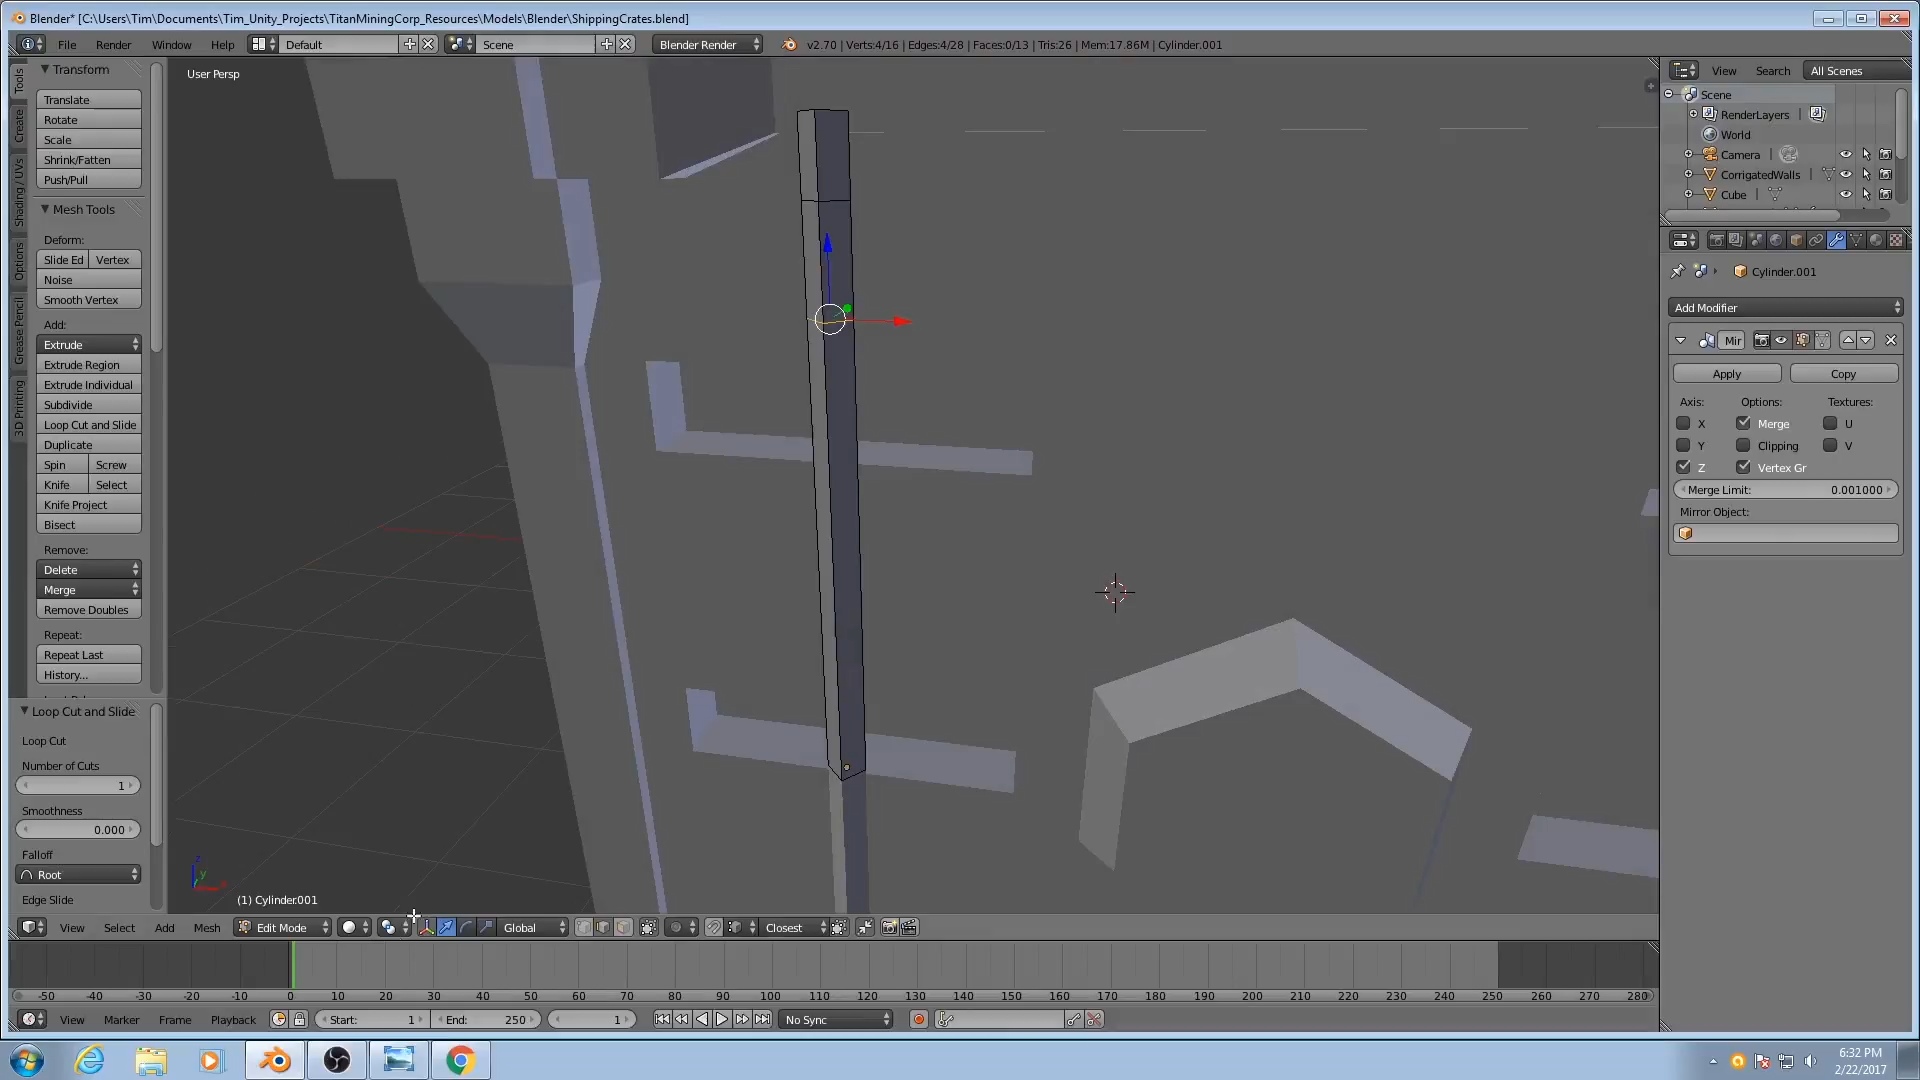 Blender* [C:\Users\Tim\Documents\Tim_Unity_Projects\TitanMiningCorp_Resources\Models\Blender\ShippingCrates.blend]
File Render Window Help Default Scene Blender Render v2.70 | Verts:4/16 | Edges:4/28 | Faces:0/13 | Tris:26 | Mem:17.86M | Cylinder.001
Tools
Create
Shading / UVs
Options
Grease Pencil
3D Printing
Transform
Translate
Rotate
Scale
Shrink/Fatten
Push/Pull
Mesh Tools
Deform:
Slide Ed Vertex
Noise
Smooth Vertex
Add:
Extrude
Extrude Region
Extrude Individual
Subdivide
Loop Cut and Slide
Duplicate
Spin Screw
Knife Select
Knife Project
Bisect
Remove:
Delete
Merge
Remove Doubles
Repeat:
Repeat Last
History...
Loop Cut and Slide
Loop Cut
Number of Cuts
1
Smoothness
0.000
Falloff
Root
Edge Slide
User Persp
z
y
(1) Cylinder.001
View Select Add Mesh Edit Mode Global Closest
View Search All Scenes
Scene
RenderLayers |
World
Camera |
CorrigatedWalls |
Cube |
Cylinder.001
Add Modifier
Mir
Apply Copy
Axis: Options: Textures:
X Merge U
Y Clipping V
Z Vertex Gr
Merge Limit: 0.001000
Mirror Object:
-50 -40 -30 -20 -10 0 10 20 30 40 50 60 70 80 90 100 110 120 130 140 150 160 170 180 190 200 210 220 230 240 250 260 270 280
View Marker Frame Playback Start: 1 End: 250 1 No Sync
6:32 PM
2/22/2017